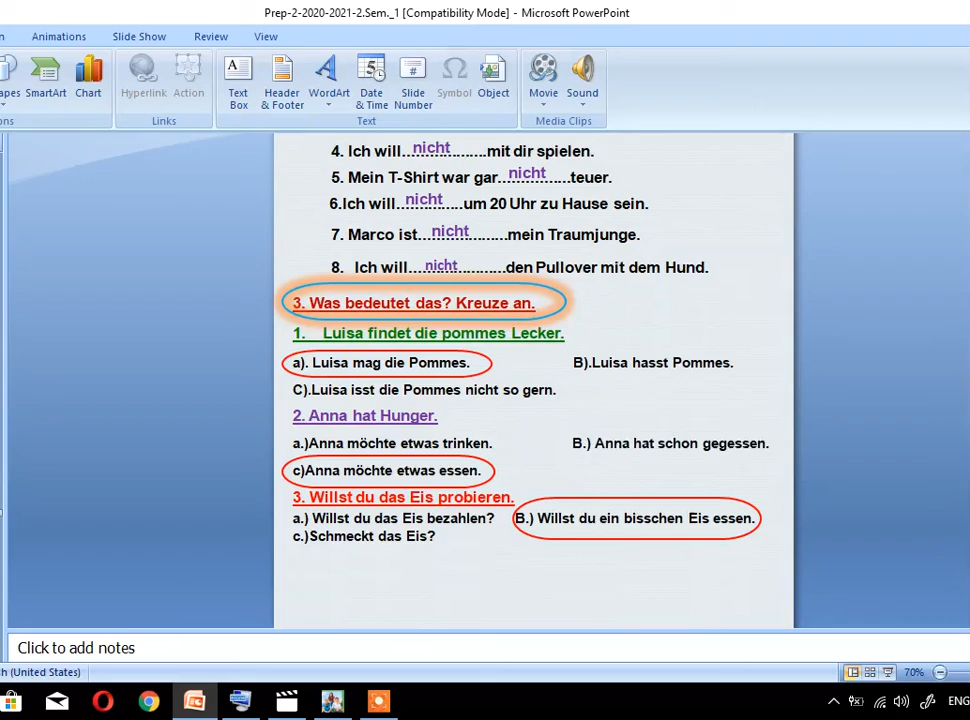 Prep-2-2020-2021-2.Sem._1 [Compatibility Mode] - Microsoft PowerPoint
Animations Slide Show Review View
apes SmartArt Chart Hyperlink Action Text Box Header & Footer WordArt Date & Time Slide Number Symbol Object Movie Sound
Links Text Media Clips
4. Ich will...nicht...........mit dir spielen.
5. Mein T-Shirt war gar...nicht......teuer.
6.Ich will...nicht......um 20 Uhr zu Hause sein.
7. Marco ist...nicht...........mein Traumjunge.
8. Ich will....nicht............den Pullover mit dem Hund.
3. Was bedeutet das? Kreuze an.
1. Luisa findet die pommes Lecker.
a). Luisa mag die Pommes. B).Luisa hasst Pommes.
C).Luisa isst die Pommes nicht so gern.
2. Anna hat Hunger.
a.)Anna möchte etwas trinken. B.) Anna hat schon gegessen.
c)Anna möchte etwas essen.
3. Willst du das Eis probieren.
a.) Willst du das Eis bezahlen? B.) Willst du ein bisschen Eis essen.
c.)Schmeckt das Eis?
Click to add notes
h (United States) 70%
ENG